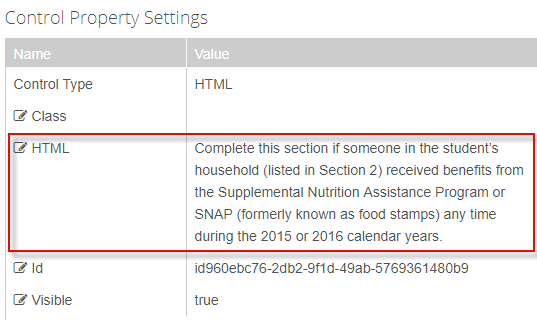 Control Property Settings
Name Value
Control Type HTML
Class
HTML Complete this section if someone in the student's
household (listed in Section 2) received benefits from
the Supplemental Nutrition Assistance Program or
SNAP (formerly known as food stamps) any time
during the 2015 or 2016 calendar years.
Id id960ebc76-2db2-9f1d-49ab-5769361480b9
Visible true